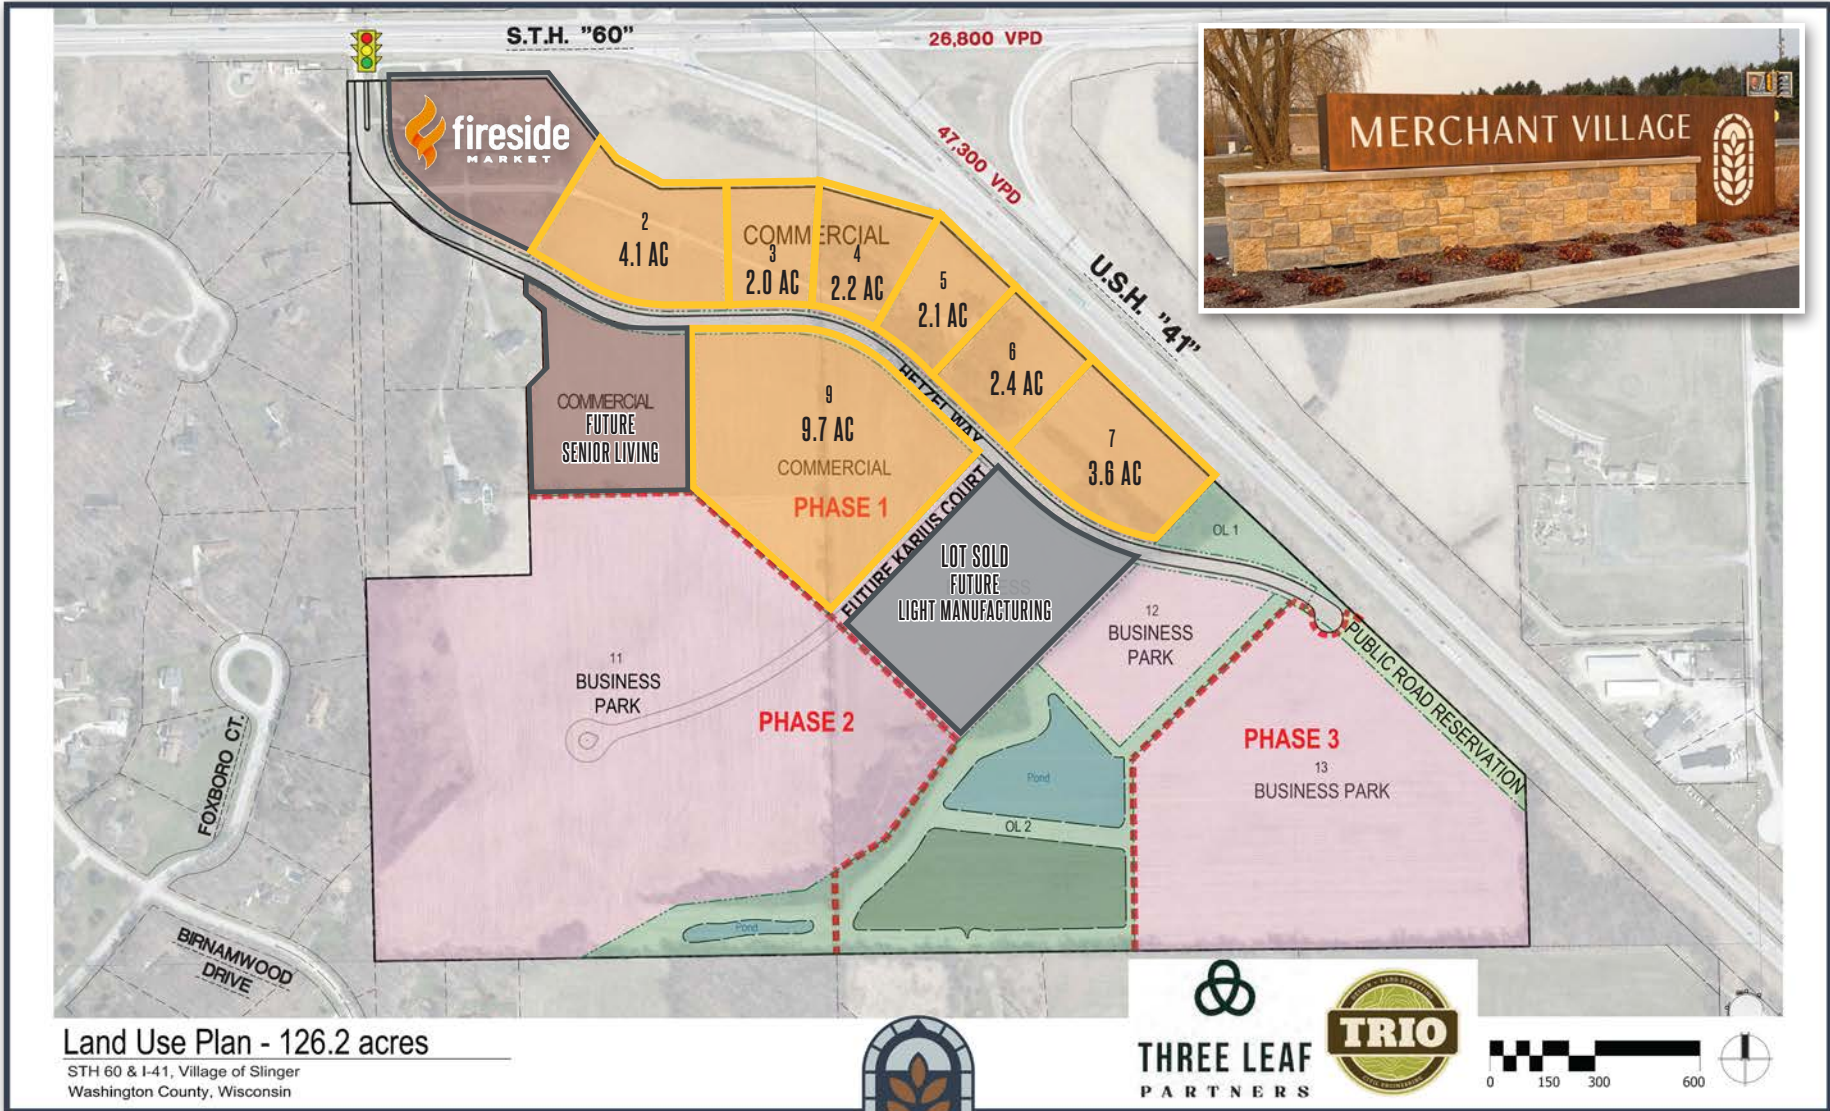 S.T.H. "60"
26,800 VPD
47,300 VPD
U.S.H. "41"
MERCHANT VILLAGE
fireside
MARKET
2
4.1 AC
COMMERCIAL
3
2.0 AC
4
2.2 AC
5
2.1 AC
6
2.4 AC
7
3.6 AC
HETZEL WAY
COMMERCIAL
FUTURE
SENIOR LIVING
9
9.7 AC
COMMERCIAL
PHASE 1
FUTURE KARIUS COURT
OL 1
LOT SOLD
FUTURE
LIGHT MANUFACTURING
12
BUSINESS
PARK
PUBLIC ROAD RESERVATION
11
BUSINESS
PARK
PHASE 2
PHASE 3
13
BUSINESS PARK
Pond
OL 2
Pond
FOXBORO CT.
BIRNAMWOOD
DRIVE
Land Use Plan - 126.2 acres
STH 60 & I-41, Village of Slinger
Washington County, Wisconsin
THREE LEAF
PARTNERS
TRIO
CIVIL ENGINEERING
0 150 300 600